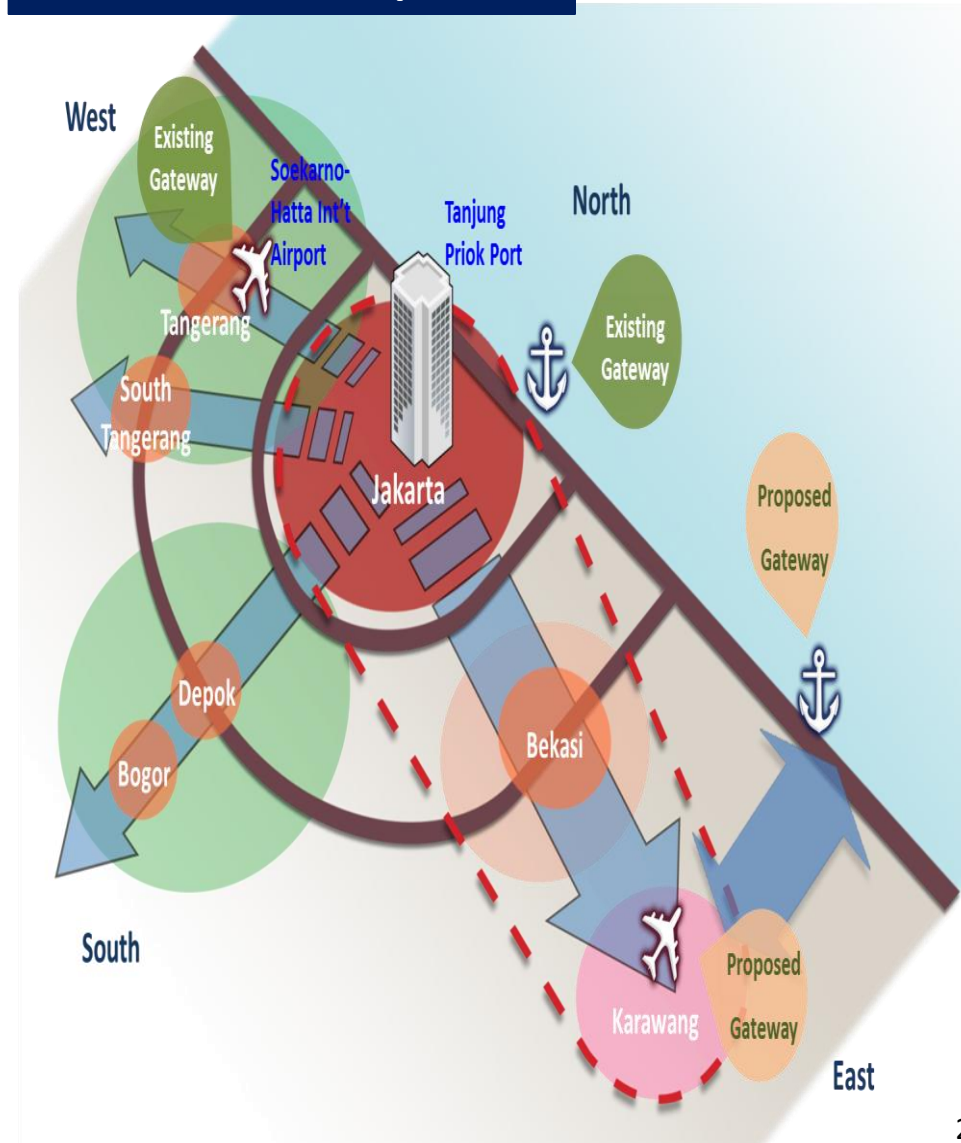 West
Existing
Gateway
Soekarno-
Hatta Int't
Airport
Tanjung
Priok Port
North
Tangerang
Existing
Gateway
South
Tangerang
Jakarta
Proposed
Gateway
Depok
Bogor
Bekasi
South
Karawang
Proposed
Gateway
East